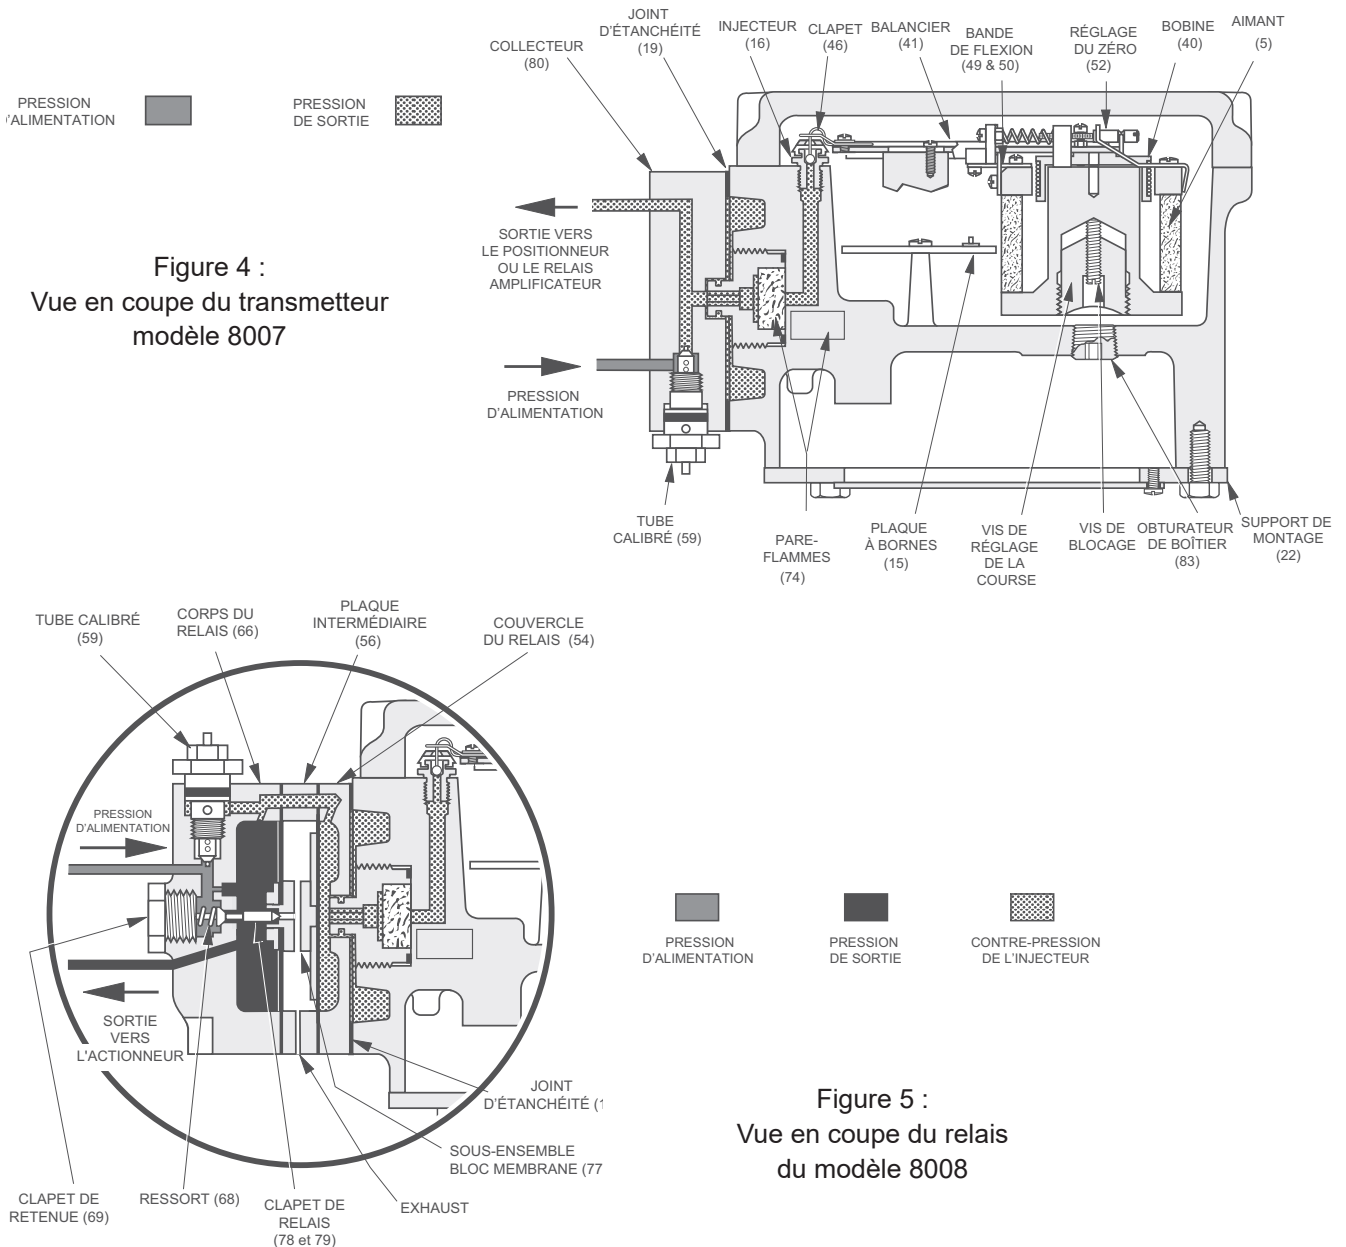 JOINT
D'ÉTANCHÉITÉ
(19)
INJECTEUR
(16)
CLAPET
(46)
BALANCIER
(41)
BANDE
DE FLEXION
(49 & 50)
RÉGLAGE
DU ZÉRO
(52)
BOBINE
(40)
AIMANT
(5)
COLLECTEUR
(80)
PRESSION
D'ALIMENTATION
PRESSION
DE SORTIE
SORTIE VERS
LE POSITIONNEUR
OU LE RELAIS
AMPLIFICATEUR
Figure 4 :
Vue en coupe du transmetteur
modèle 8007
PRESSION
D'ALIMENTATION
TUBE
CALIBRÉ (59)
PARE-
FLAMMES
(74)
PLAQUE
À BORNES
(15)
VIS DE
RÉGLAGE
DE LA
COURSE
VIS DE
BLOCAGE
OBTURATEUR
DE BOÎTIER
(83)
SUPPORT DE
MONTAGE
(22)
TUBE CALIBRÉ
(59)
CORPS DU
RELAIS (66)
PLAQUE
INTERMÉDIAIRE
(56)
COUVERCLE
DU RELAIS (54)
PRESSION
D'ALIMENTATION
SORTIE
VERS
L'ACTIONNEUR
PRESSION
D'ALIMENTATION
PRESSION
DE SORTIE
CONTRE-PRESSION
DE L'INJECTEUR
JOINT
D'ÉTANCHÉITÉ (1
SOUS-ENSEMBLE
BLOC MEMBRANE (77
EXHAUST
CLAPET DE
RELAIS
(78 et 79)
RESSORT (68)
CLAPET DE
RETENUE (69)
Figure 5 :
Vue en coupe du relais
du modèle 8008